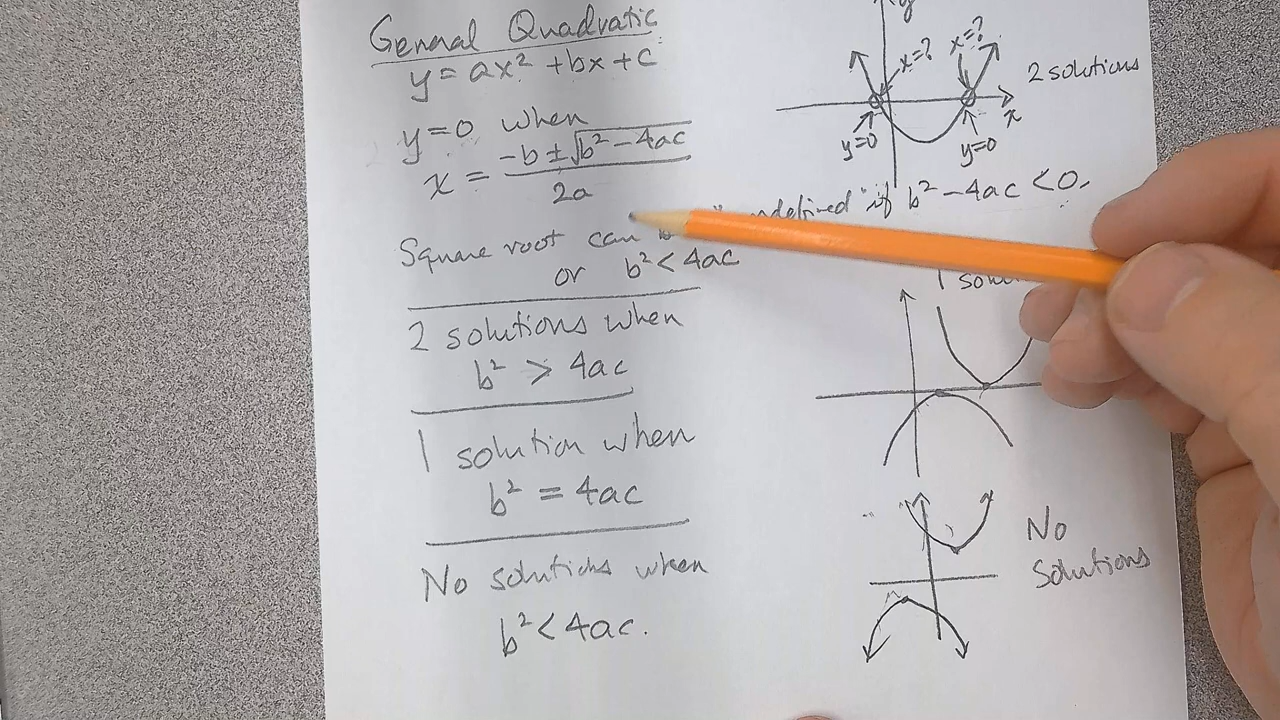 General Quadratic
y = ax² + bx + c
y=0 when
x = -b ± √b² - 4ac / 2a
Square root can
undefined if b² - 4ac < 0.
or b² < 4ac
2 solutions when
b² > 4ac
1 solution when
b² = 4ac
No solutions when
b² < 4ac.
y
x=?
x=?
2 solutions
x
y=0
y=0
1
No
Solutions